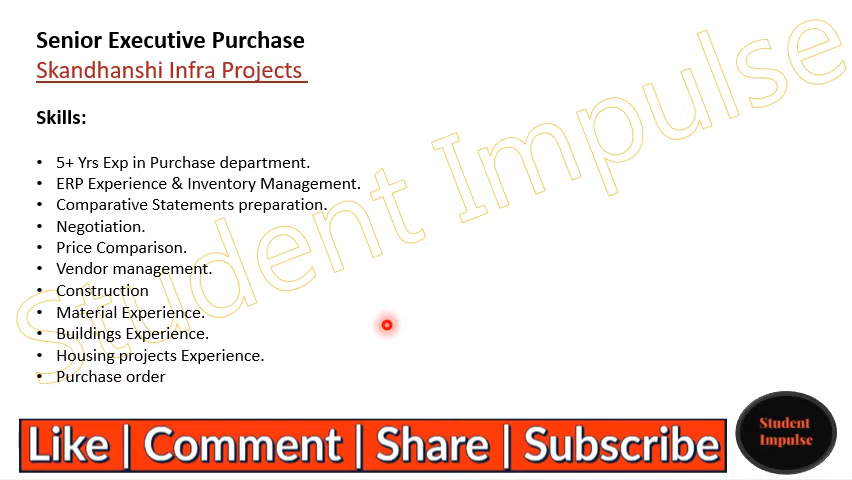 Senior Executive Purchase
Skandhanshi Infra Projects
Skills:
• 5+ Yrs Exp in Purchase department.
• ERP Experience & Inventory Management.
• Comparative Statements preparation.
• Negotiation.
• Price Comparison.
• Vendor management.
• Construction
• Material Experience.
• Buildings Experience.
• Housing projects Experience.
• Purchase order
Student Impulse
Like | Comment | Share | Subscribe
Student
Impulse